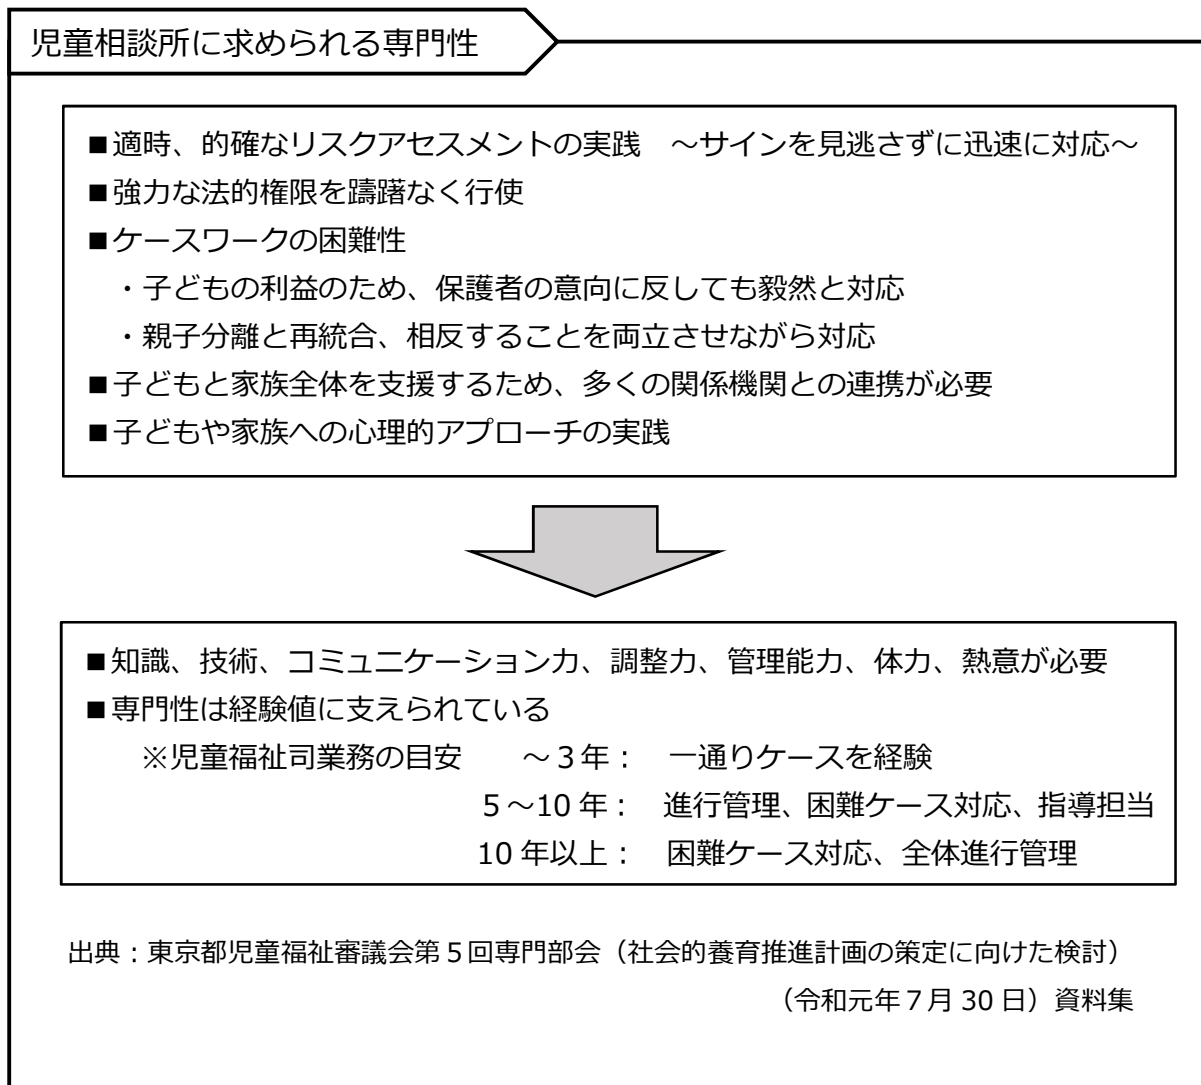 児童相談所に求められる専門性
■適時、的確なリスクアセスメントの実践　～サインを見逃さずに迅速に対応～
■強力な法的権限を躊躇なく行使
■ケースワークの困難性
・子どもの利益のため、保護者の意向に反しても毅然と対応
・親子分離と再統合、相反することを両立させながら対応
■子どもと家族全体を支援するため、多くの関係機関との連携が必要
■子どもや家族への心理的アプローチの実践
■知識、技術、コミュニケーション力、調整力、管理能力、体力、熱意が必要
■専門性は経験値に支えられている
※児童福祉司業務の目安　　～３年：　一通りケースを経験
５～10 年：　進行管理、困難ケース対応、指導担当
10 年以上：　困難ケース対応、全体進行管理
出典：東京都児童福祉審議会第５回専門部会（社会的養育推進計画の策定に向けた検討）
（令和元年７月 30 日）資料集